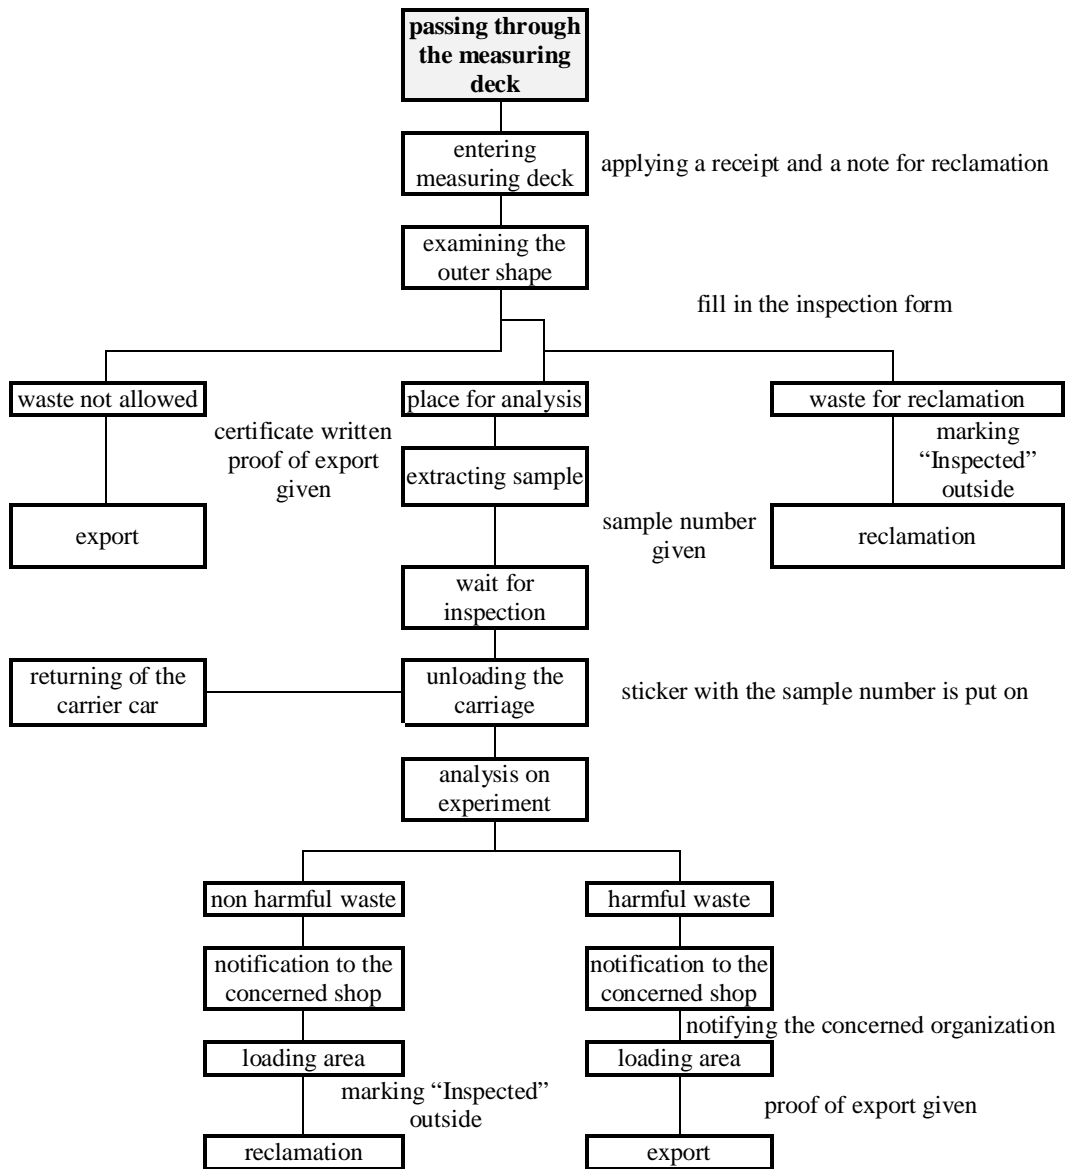 passing through
the measuring
deck
entering
measuring deck
applying a receipt and a note for reclamation
examining the
outer shape
fill in the inspection form
waste not allowed
place for analysis
waste for reclamation
certificate written
proof of export
given
marking
“Inspected”
outside
extracting sample
export
sample number
given
reclamation
wait for
inspection
returning of the
carrier car
unloading the
carriage
sticker with the sample number is put on
analysis on
experiment
non harmful waste
harmful waste
notification to the
concerned shop
notification to the
concerned shop
notifying the concerned organization
loading area
loading area
marking “Inspected”
outside
proof of export given
reclamation
export